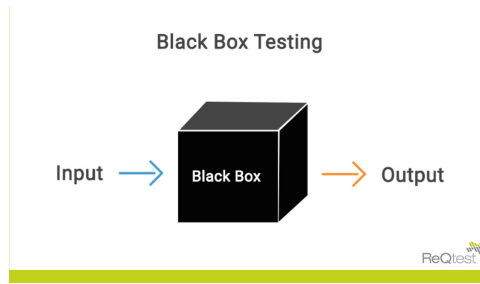 Black Box Testing
Input
Black Box
Output
ReQtest